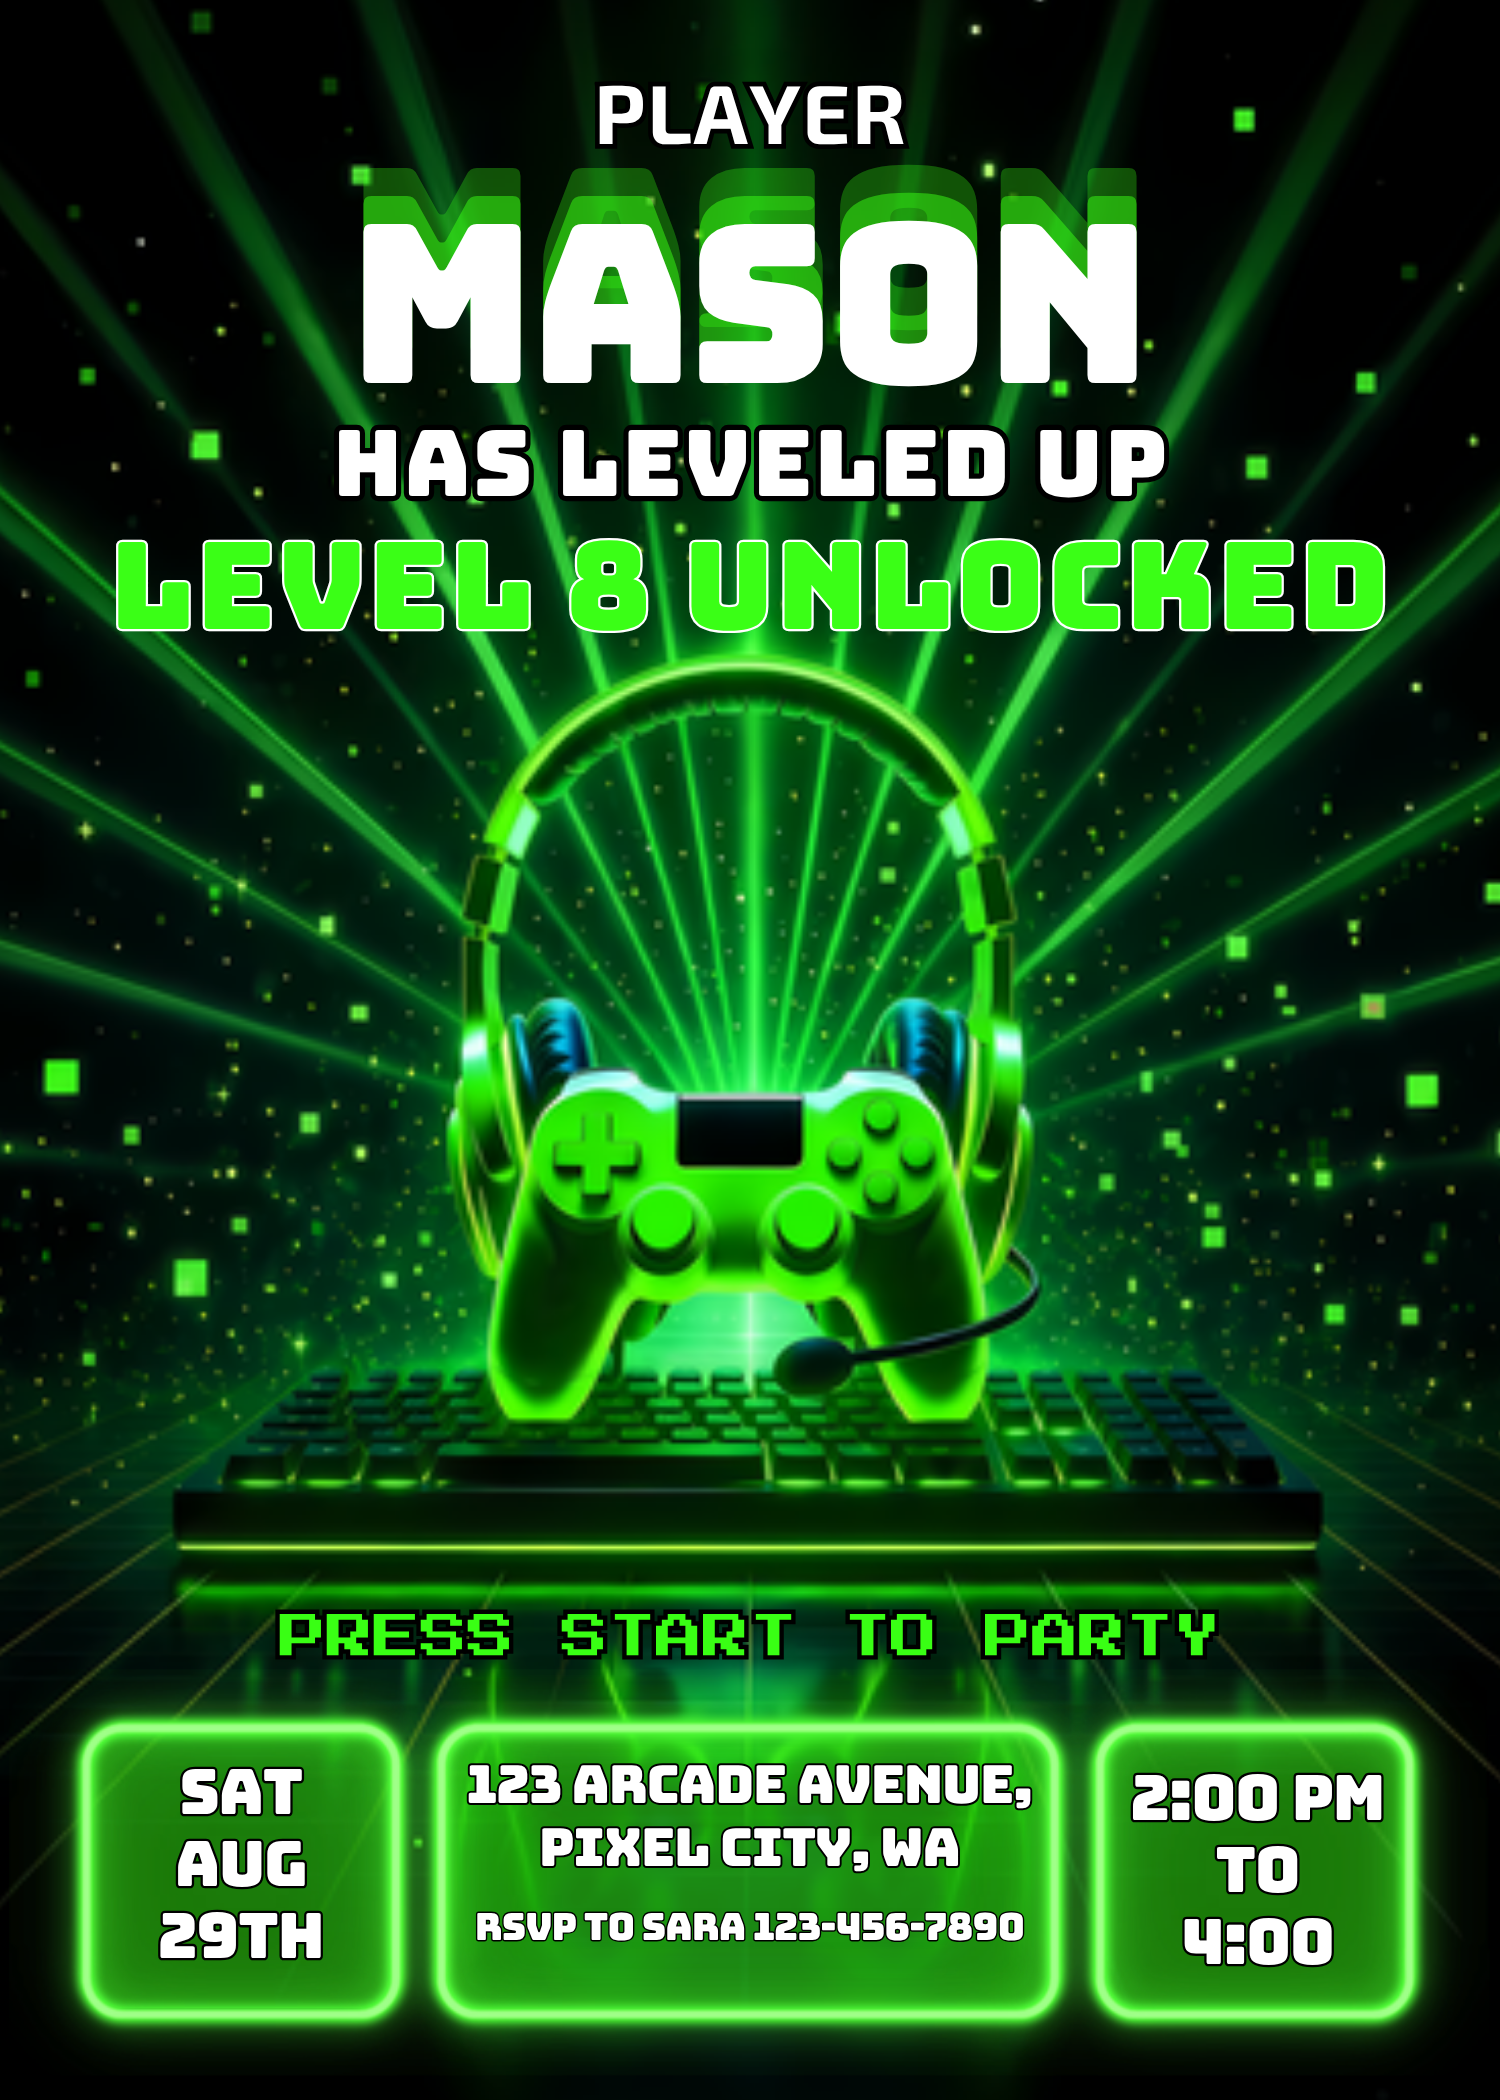 PLAYER
MASON
HAS LEVELED UP
LEVEL 8 UNLOCKED
PRESS START TO PARTY
SAT
AUG
29TH
123 ARCADE AVENUE,
PIXEL CITY, WA
RSVP TO SARA 123-456-7890
2:00 PM
TO
4:00